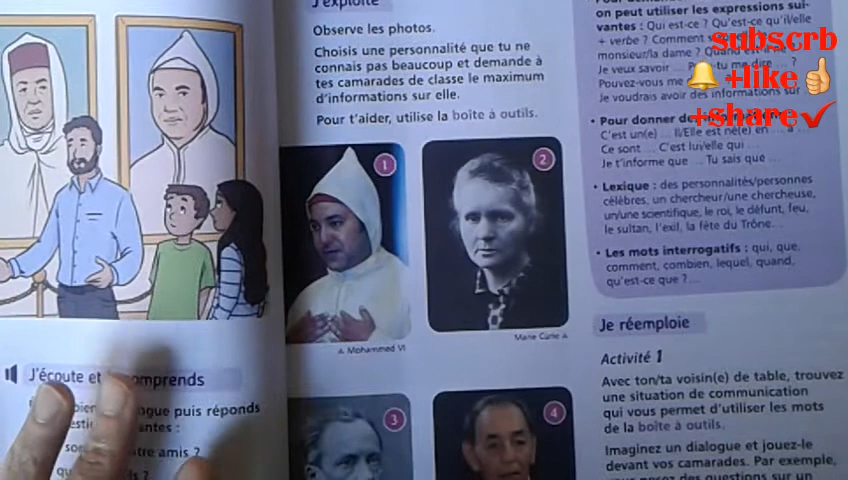 J'exploite
Observe les photos.
Choisis une personnalité que tu ne
connais pas beaucoup et demande à
tes camarades de classe le maximum
d'informations sur elle.
Pour t'aider, utilise la boîte à outils.
1
2
▵ Mohammed VI
Marie Curie ▵
3
4
J'écoute et comprends
puis réponds
on peut utiliser les expressions sui-
vantes : Qui est-ce ? Qu'est-ce qu'il/elle
+ verbe ? Comment
monsieur/la dame ? Quand
Je veux savoir ... -tu me dire ... ?
Pouvez-vous me
Je voudrais avoir des informations sur
• Pour donner
C'est un(e) ... Il/Elle est né(e) en ... à ...
Ce sont ... C'est lui/elle qui ...
Je t'informe que ... Tu sais que ...
• Lexique : des personnalités/personnes
célèbres, un chercheur/une chercheuse,
un/une scientifique, le roi, le défunt, feu,
le sultan, l'exil, la fête du Trône...
• Les mots interrogatifs : qui, que,
comment, combien, lequel, quand,
qu'est-ce que ?...
subscrb
🔔+like👍
+share✔
Je réemploie
Activité 1
Avec ton/ta voisin(e) de table, trouvez
une situation de communication
qui vous permet d'utiliser les mots
de la boîte à outils.
Imaginez un dialogue et jouez-le
devant vos camarades. Par exemple,
des questions sur un